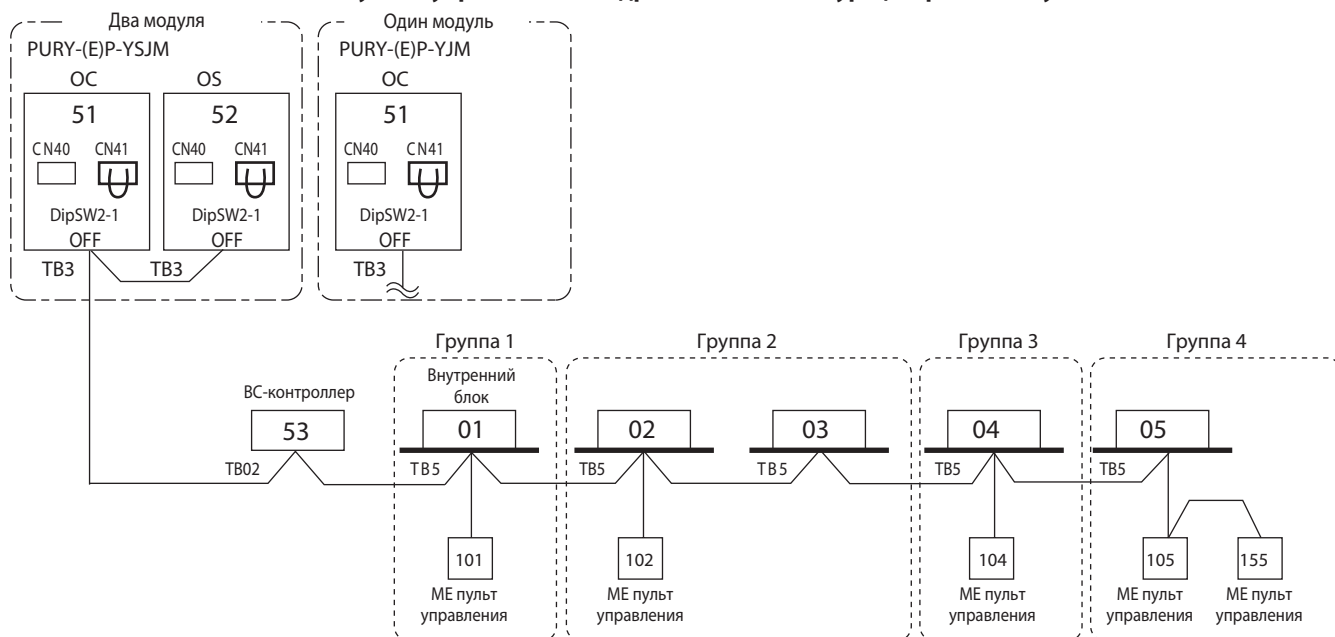 Два модуля
PURY-(E)P-YSJM
OC
OS
51
CN40
CN41
DipSW2-1
OFF
52
CN40
CN41
DipSW2-1
OFF
TB3
TB3
Один модуль
PURY-(E)P-YJM
OC
51
CN40
CN41
DipSW2-1
OFF
TB3
Группа 1
Группа 2
Группа 3
Группа 4
Внутренний
блок
BC-контроллер
53
01
02
03
04
05
TB02
TB5
TB5
TB5
TB5
TB5
101
102
104
105
155
ME пульт
управления
ME пульт
управления
ME пульт
управления
ME пульт
управления
ME пульт
управления